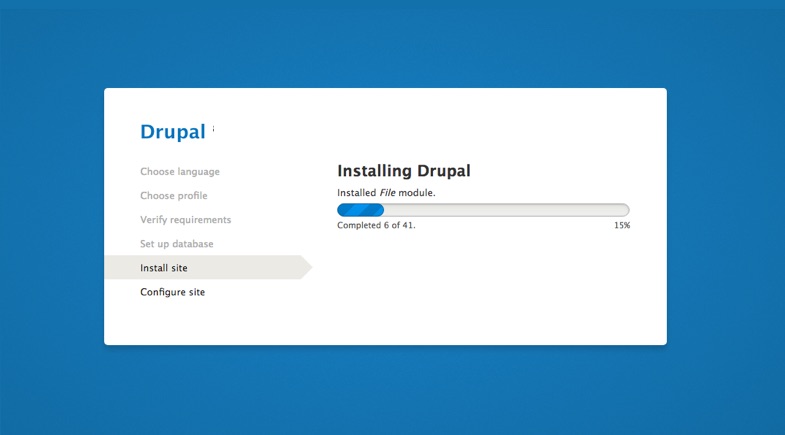 Drupal
Choose language
Choose profile
Verify requirements
Set up database
Install site
Configure site
Installing Drupal
Installed File module.
Completed 6 of 41.
15%